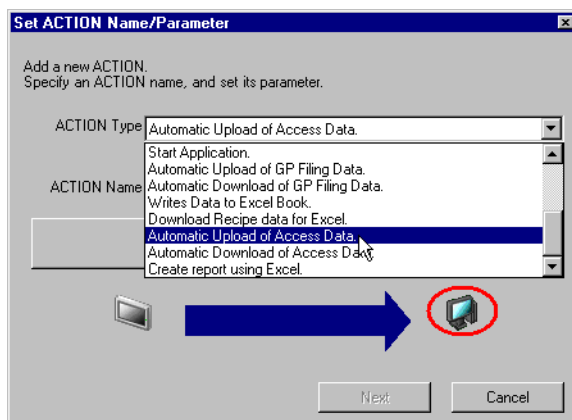 Set ACTION Name/Parameter
Add a new ACTION.
Specify an ACTION name, and set its parameter.
ACTION Type
Automatic Upload of Access Data.
Start Application.
Automatic Upload of GP Filing Data.
ACTION Name
Automatic Download of GP Filing Data.
Writes Data to Excel Book.
Download Recipe data for Excel.
Automatic Upload of Access Data.
Automatic Download of Access Data.
Create report using Excel.
Next
Cancel